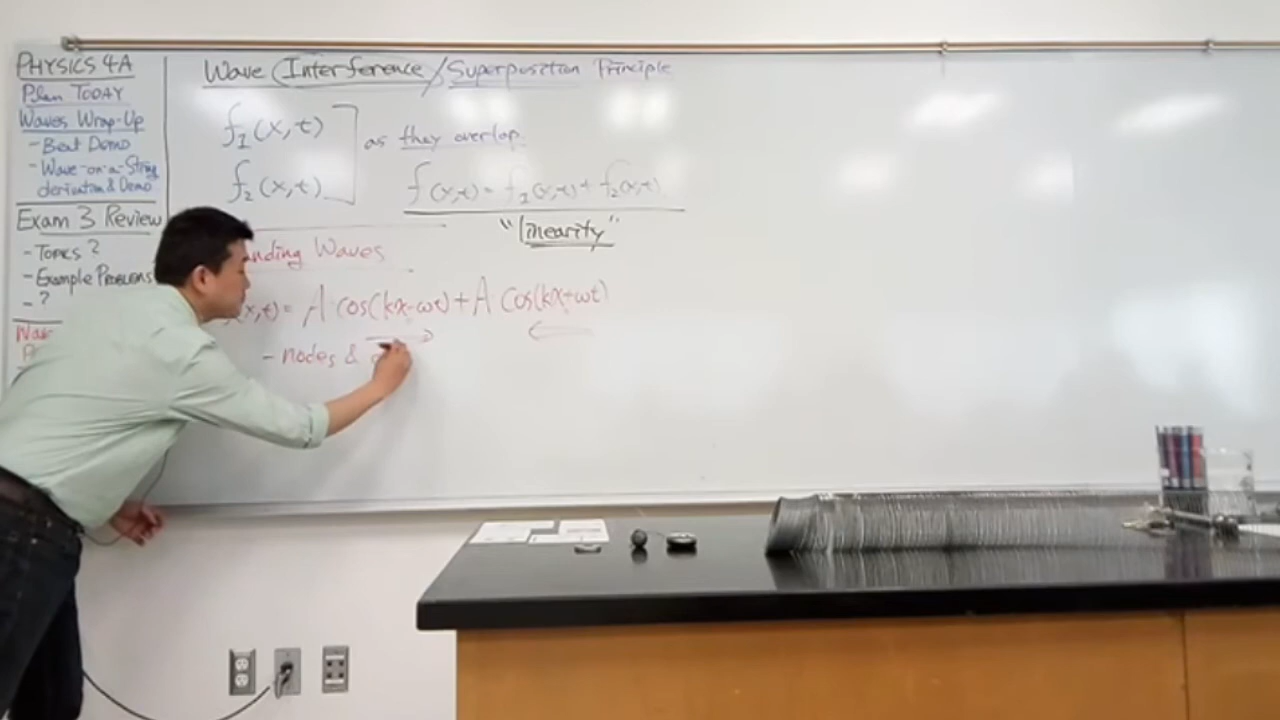 PHYSICS 4A
Plan TODAY
Waves Wrap-Up
- Beat Demo
- Wave-on-a-String
derivation & Demo
Exam 3 Review
- TOPICS?
- Example PROBLEMS
- ?
Wave (Interference/Superposition Principle
f₁(x,t)
f₂(x,t)
as they overlap.
f(x,t) = f₁(x,t) + f₂(x,t)
"linearity"
nding Waves
(x,t) = A cos(kx-ωt) + A cos(kx+ωt)
- nodes &